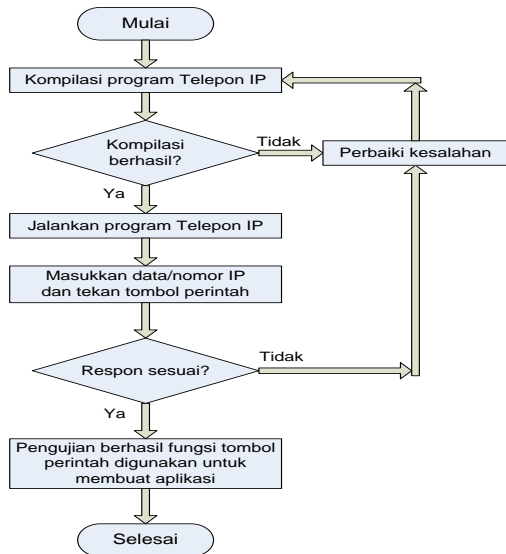 Mulai
Kompilasi program Telepon IP
Kompilasi
berhasil?
Tidak
Perbaiki kesalahan
Ya
Jalankan program Telepon IP
Masukkan data/nomor IP
dan tekan tombol perintah
Respon sesuai?
Tidak
Ya
Pengujian berhasil fungsi tombol
perintah digunakan untuk
membuat aplikasi
Selesai